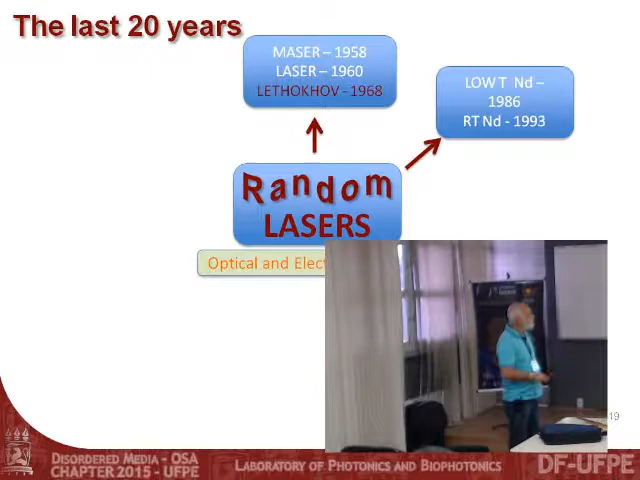 The last 20 years
MASER – 1958
LASER – 1960
LETHOKHOV - 1968
LOW T Nd –
1986
RT Nd - 1993
Random
LASERS
Optical and Elect
19
DISORDERED MEDIA - OSA
CHAPTER 2015 - UFPE
LABORATORY OF PHOTONICS AND BIOPHOTONICS
DF-UFPE